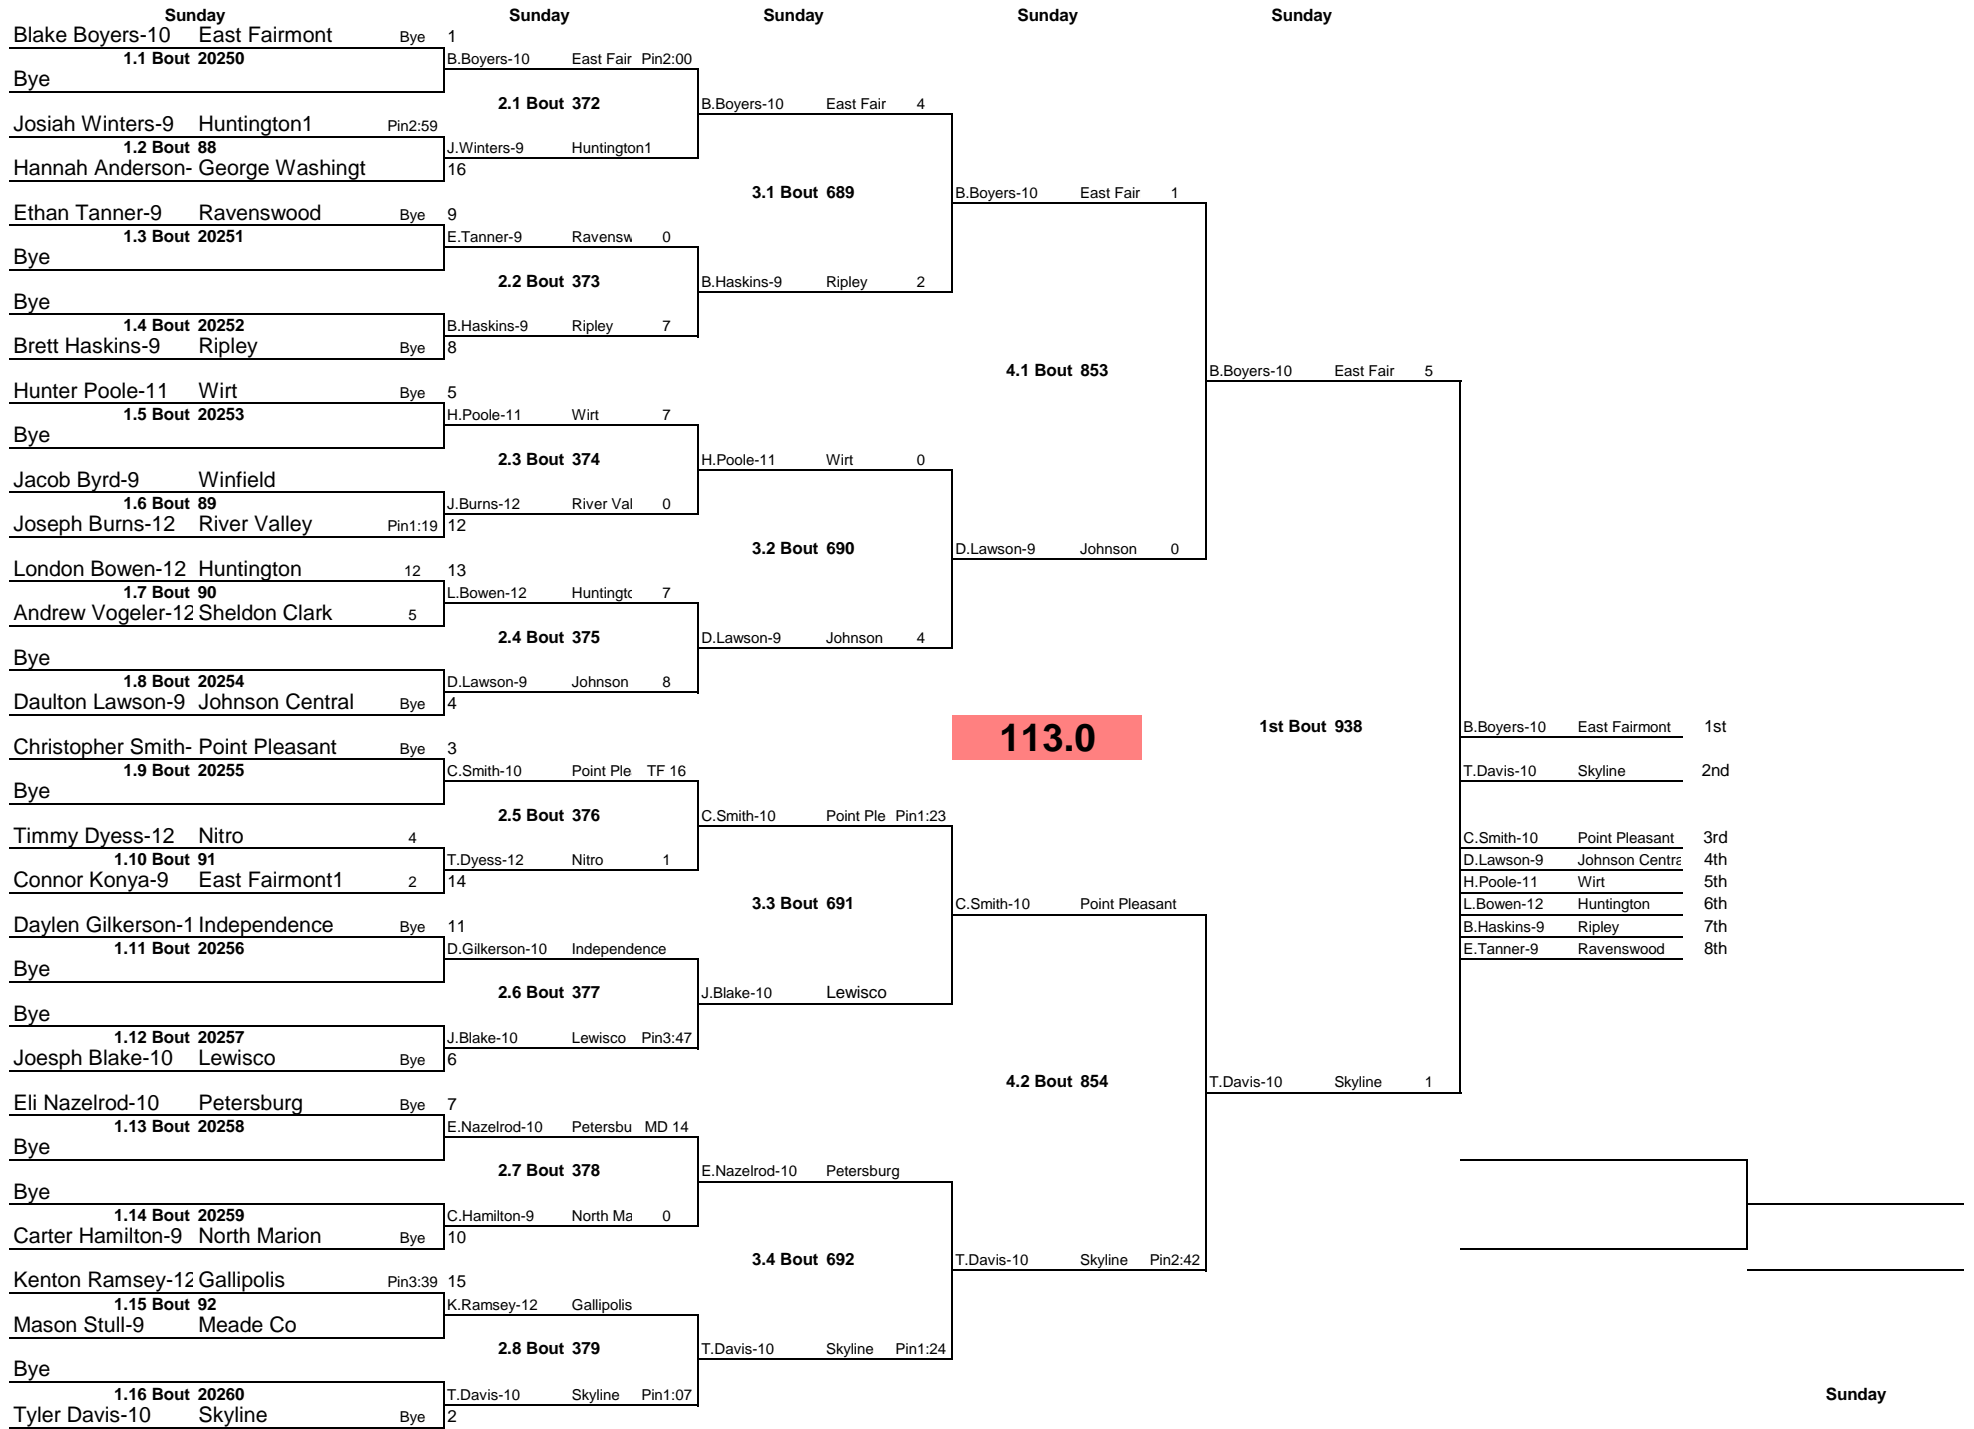 Sunday Sunday Sunday Sunday Sunday
Blake Boyers-10 East Fairmont Bye 1
1.1 Bout 20250 B.Boyers-10 East Fair Pin2:00
Bye
2.1 Bout 372 B.Boyers-10 East Fair 4
Josiah Winters-9 Huntington1 Pin2:59
1.2 Bout 88 J.Winters-9 Huntington1
Hannah Anderson- George Washingt 16
3.1 Bout 689 B.Boyers-10 East Fair 1
Ethan Tanner-9 Ravenswood Bye 9
1.3 Bout 20251 E.Tanner-9 Ravensw 0
Bye
2.2 Bout 373 B.Haskins-9 Ripley 2
Bye
1.4 Bout 20252 B.Haskins-9 Ripley 7
Brett Haskins-9 Ripley Bye 8
4.1 Bout 853 B.Boyers-10 East Fair 5
Hunter Poole-11 Wirt Bye 5
1.5 Bout 20253 H.Poole-11 Wirt 7
Bye
2.3 Bout 374 H.Poole-11 Wirt 0
Jacob Byrd-9 Winfield
1.6 Bout 89 J.Burns-12 River Val 0
Joseph Burns-12 River Valley Pin1:19 12
3.2 Bout 690 D.Lawson-9 Johnson 0
London Bowen-12 Huntington 12 13
1.7 Bout 90 L.Bowen-12 Huntingto 7
Andrew Vogeler-12 Sheldon Clark 5
2.4 Bout 375 D.Lawson-9 Johnson 4
Bye
1.8 Bout 20254 D.Lawson-9 Johnson 8
Daulton Lawson-9 Johnson Central Bye 4
113.0 1st Bout 938 B.Boyers-10 East Fairmont 1st
Christopher Smith- Point Pleasant Bye 3
1.9 Bout 20255 C.Smith-10 Point Ple TF 16 T.Davis-10 Skyline 2nd
Bye
2.5 Bout 376 C.Smith-10 Point Ple Pin1:23
Timmy Dyess-12 Nitro 4 C.Smith-10 Point Pleasant 3rd
1.10 Bout 91 T.Dyess-12 Nitro 1 D.Lawson-9 Johnson Centra 4th
Connor Konya-9 East Fairmont1 2 14 H.Poole-11 Wirt 5th
3.3 Bout 691 C.Smith-10 Point Pleasant L.Bowen-12 Huntington 6th
Daylen Gilkerson-1 Independence Bye 11 B.Haskins-9 Ripley 7th
1.11 Bout 20256 D.Gilkerson-10 Independence E.Tanner-9 Ravenswood 8th
Bye
2.6 Bout 377 J.Blake-10 Lewisco
Bye
1.12 Bout 20257 J.Blake-10 Lewisco Pin3:47
Joesph Blake-10 Lewisco Bye 6
4.2 Bout 854 T.Davis-10 Skyline 1
Eli Nazelrod-10 Petersburg Bye 7
1.13 Bout 20258 E.Nazelrod-10 Petersbu MD 14
Bye
2.7 Bout 378 E.Nazelrod-10 Petersburg
Bye
1.14 Bout 20259 C.Hamilton-9 North Ma 0
Carter Hamilton-9 North Marion Bye 10
3.4 Bout 692 T.Davis-10 Skyline Pin2:42
Kenton Ramsey-12 Gallipolis Pin3:39 15
1.15 Bout 92 K.Ramsey-12 Gallipolis
Mason Stull-9 Meade Co
2.8 Bout 379 T.Davis-10 Skyline Pin1:24
Bye
1.16 Bout 20260 T.Davis-10 Skyline Pin1:07 Sunday
Tyler Davis-10 Skyline Bye 2